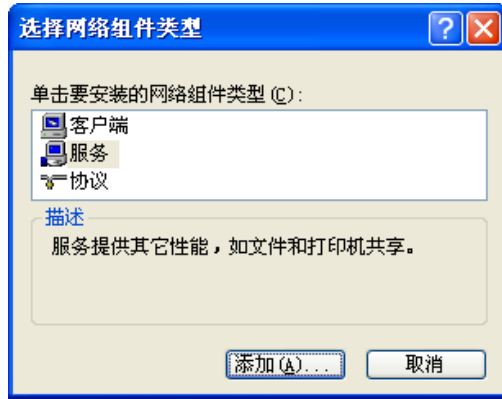 选择网络组件类型
单击要安装的网络组件类型(C):
客户端
服务
协议
描述
服务提供其它性能，如文件和打印机共享。
添加(A)... 取消